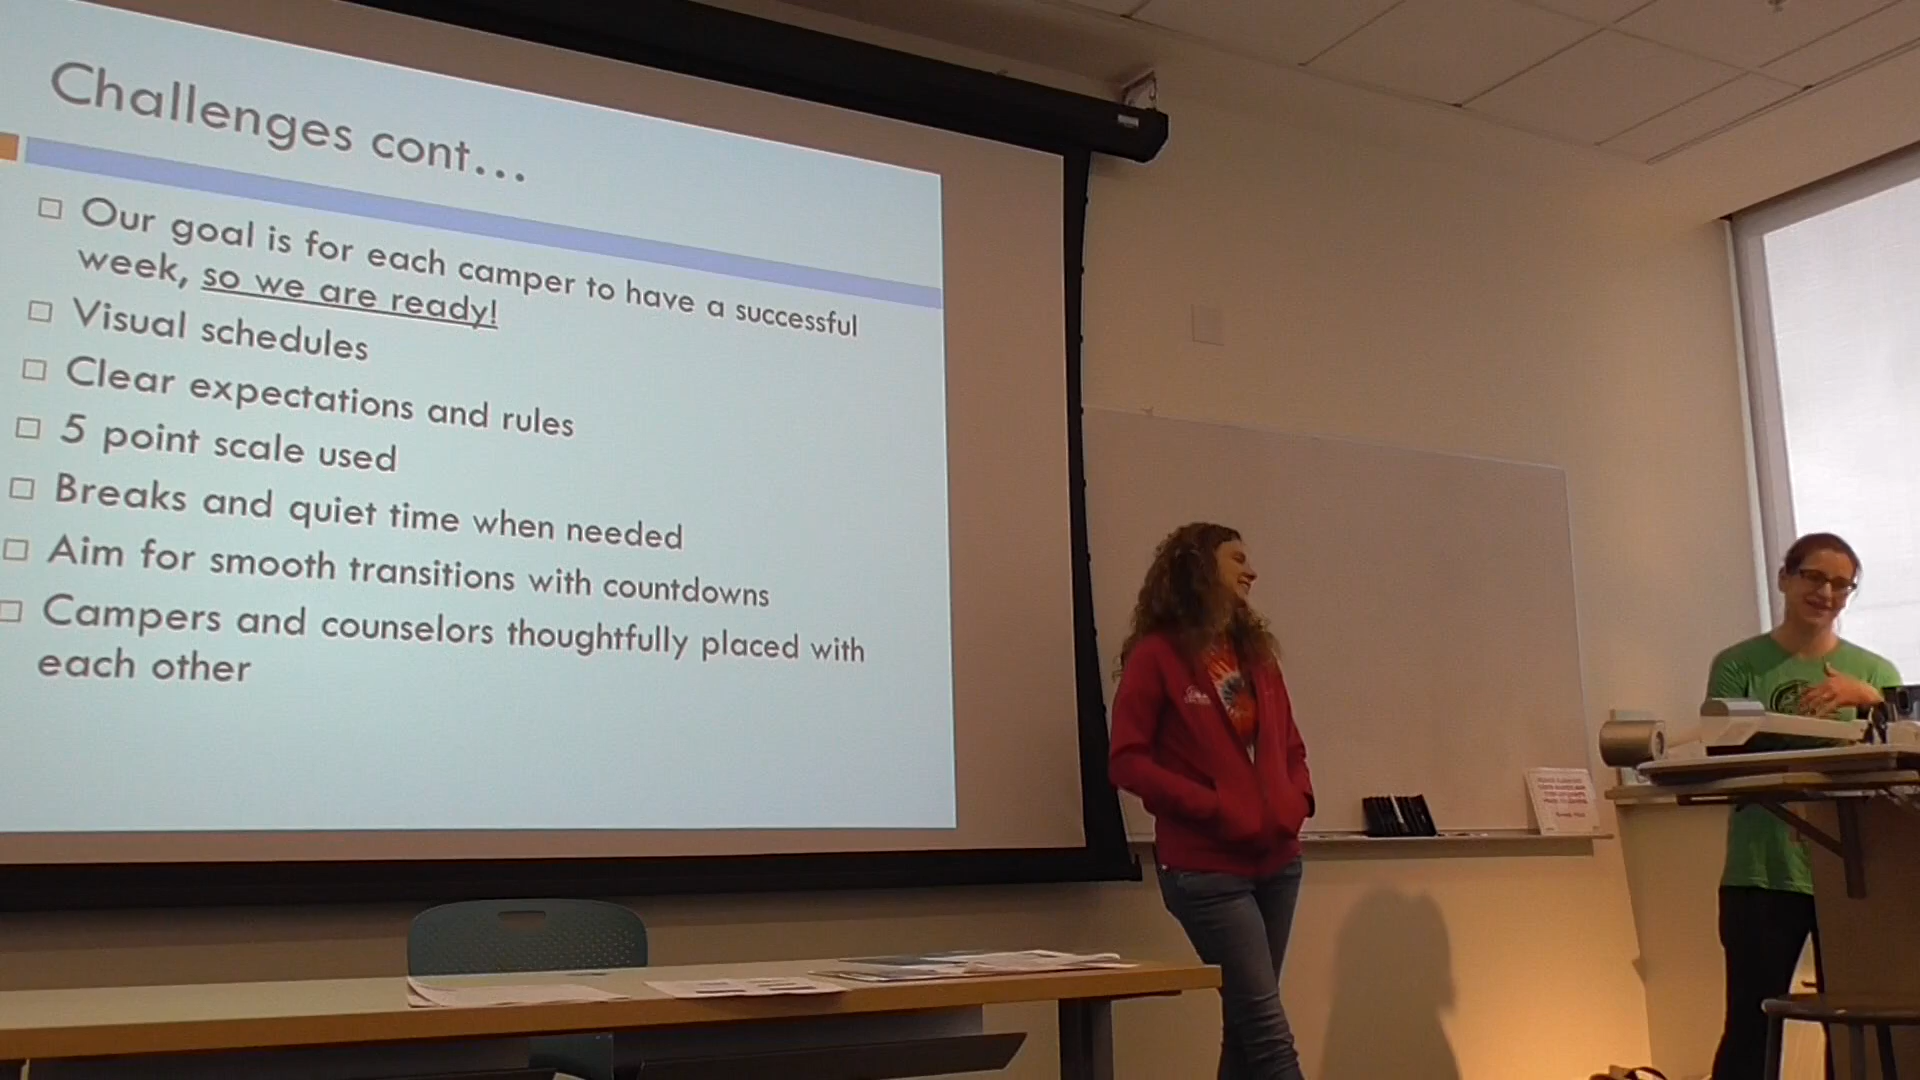 Challenges cont...
Our goal is for each camper to have a successful
week, so we are ready!
Visual schedules
Clear expectations and rules
5 point scale used
Breaks and quiet time when needed
Aim for smooth transitions with countdowns
Campers and counselors thoughtfully placed with
each other